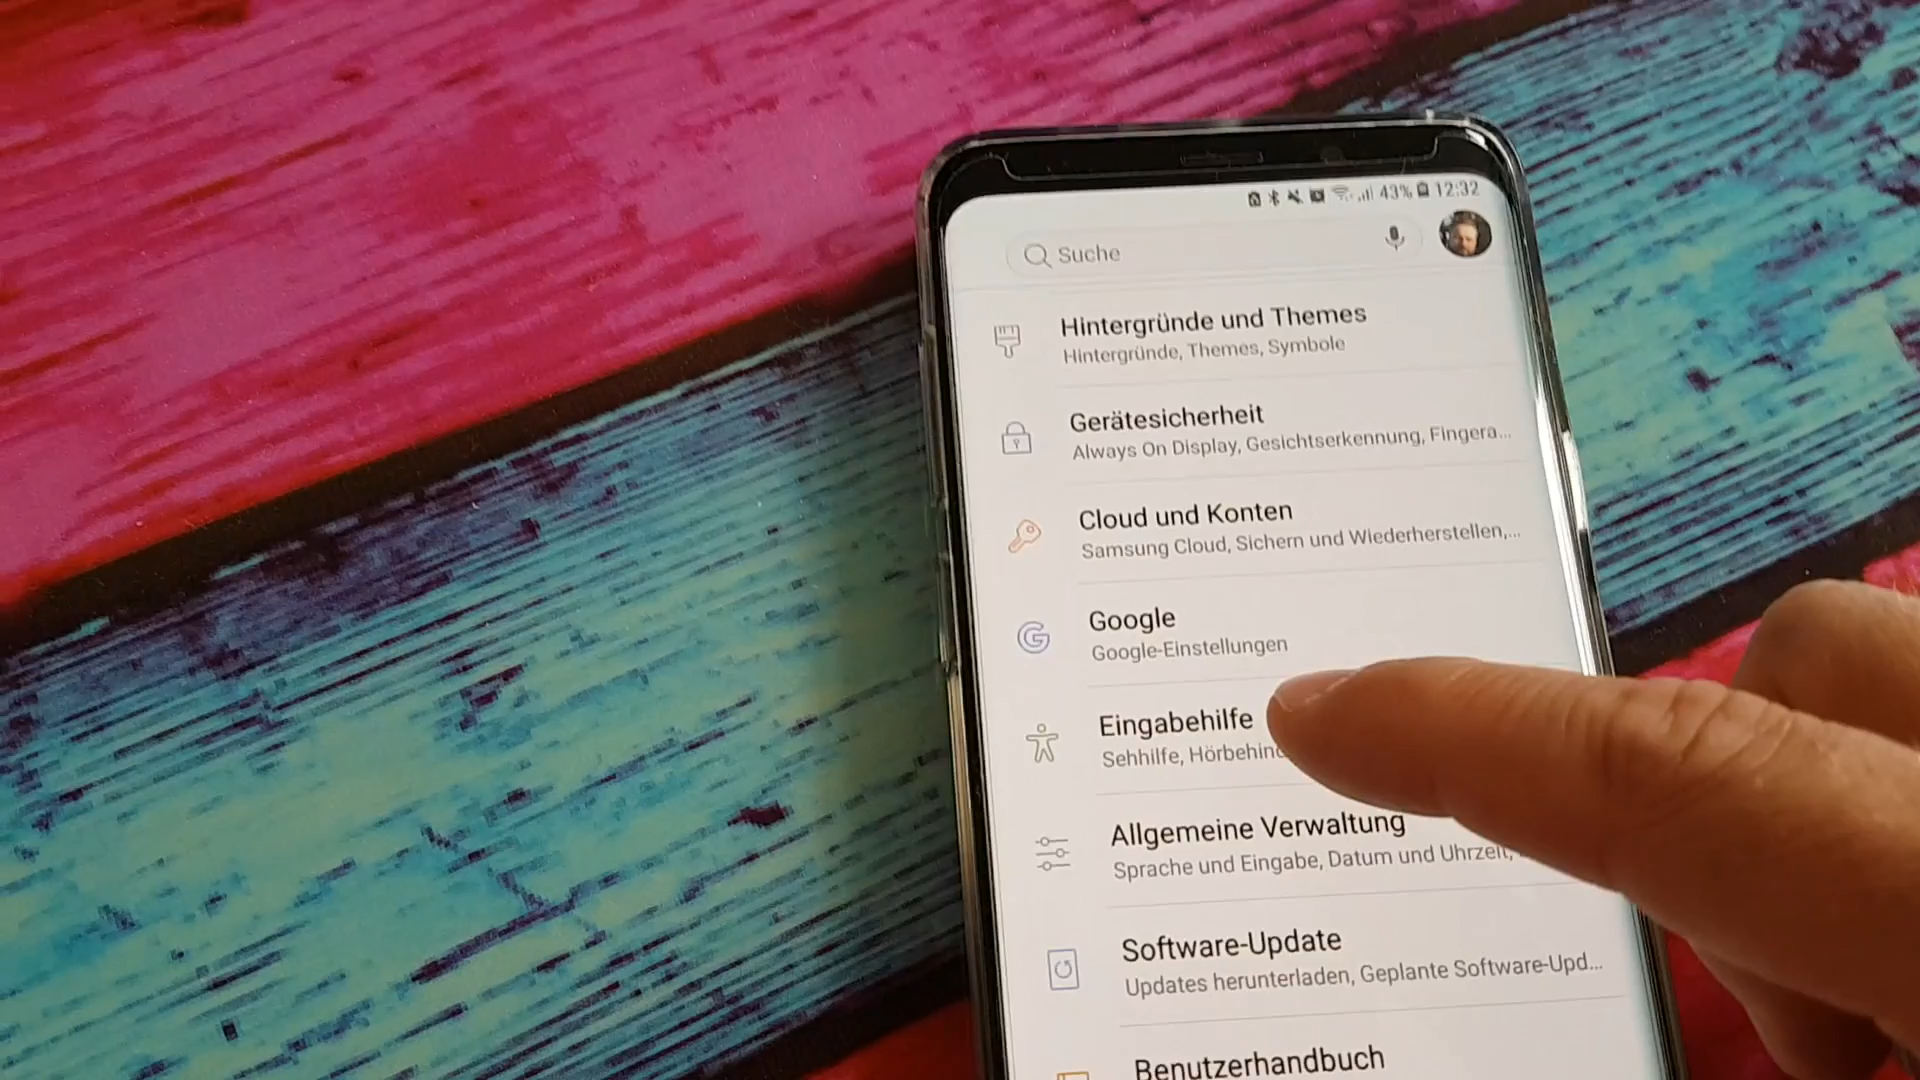 43% 12:32
Suche
Hintergründe und Themes
Hintergründe, Themes, Symbole
Gerätesicherheit
Always On Display, Gesichtserkennung, Fingera...
Cloud und Konten
Samsung Cloud, Sichern und Wiederherstellen,...
Google
Google-Einstellungen
Eingabehilfe
Sehhilfe, Hörbehind
Allgemeine Verwaltung
Sprache und Eingabe, Datum und Uhrzeit,
Software-Update
Updates herunterladen, Geplante Software-Upd...
Benutzerhandbuch